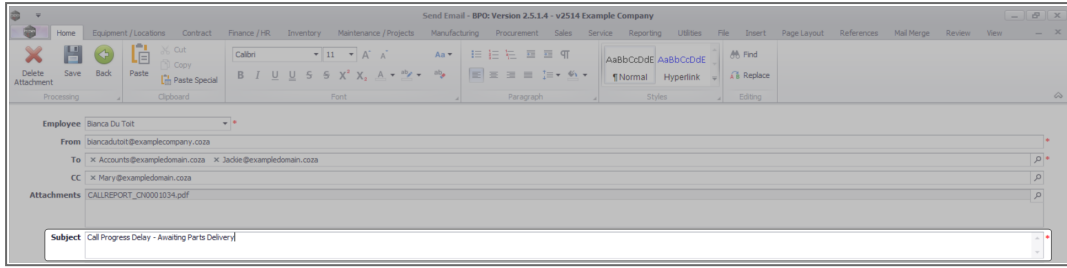 Send Email - BPO: Version 2.5.1.4 - v2514 Example Company
Home Equipment / Locations Contract Finance / HR Inventory Maintenance / Projects Manufacturing Procurement Sales Service Reporting Utilities File Insert Page Layout References Mail Merge Review View
Delete Attachment
Save
Back
Paste
Cut
Copy
Paste Special
Calibri 11 A A Aa
B I U U S S X² X₂ A
AaBbCcDdE AaBbCcDdE
¶ Normal Hyperlink
Find
Replace
Processing Clipboard Font Paragraph Styles Editing
Employee Bianca Du Toit *
From biancadutoit@examplecompany.coza *
To × Accounts@exampledomain.coza × Jackie@exampledomain.coza *
CC × Mary@exampledomain.coza
Attachments CALLREPORT_CN0001034.pdf
Subject Call Progress Delay - Awaiting Parts Delivery *